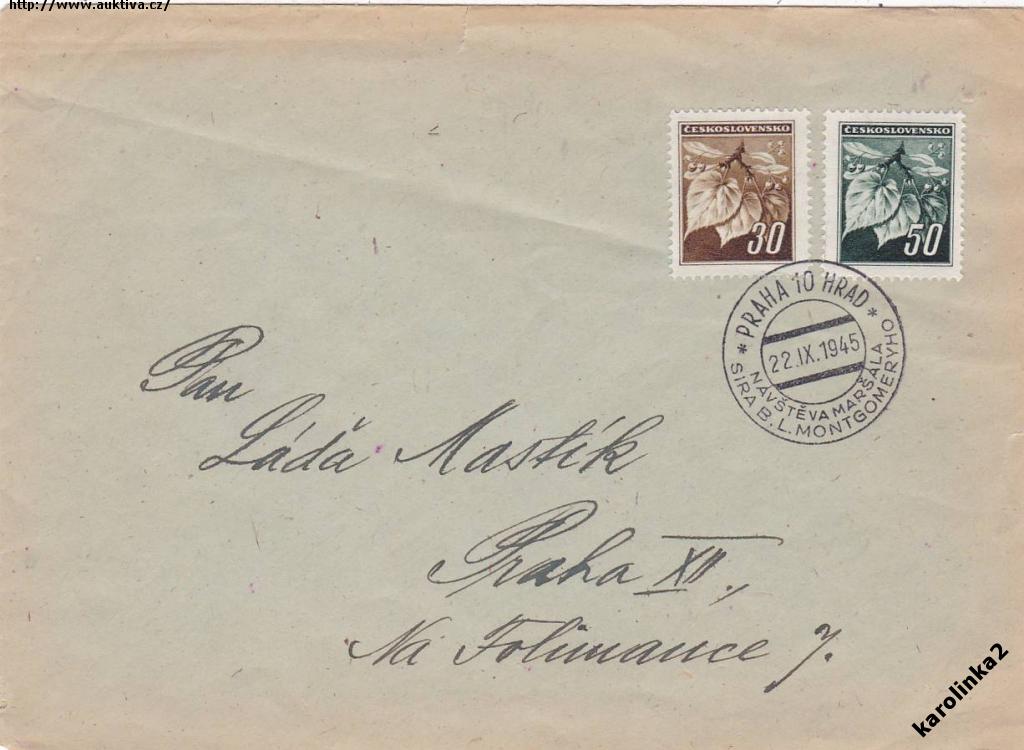 http://www.auktiva.cz/
ČESKOSLOVENSKO
30
ČESKOSLOVENSKO
50
* PRAHA 10 HRAD *
22.IX.1945
NÁVŠTĚVA MARŠÁLA
SIRA B. L. MONTGOMERYHO
Pan
Láďa Mastík
Praha XII.,
Na Folimance 7.
karolinka2